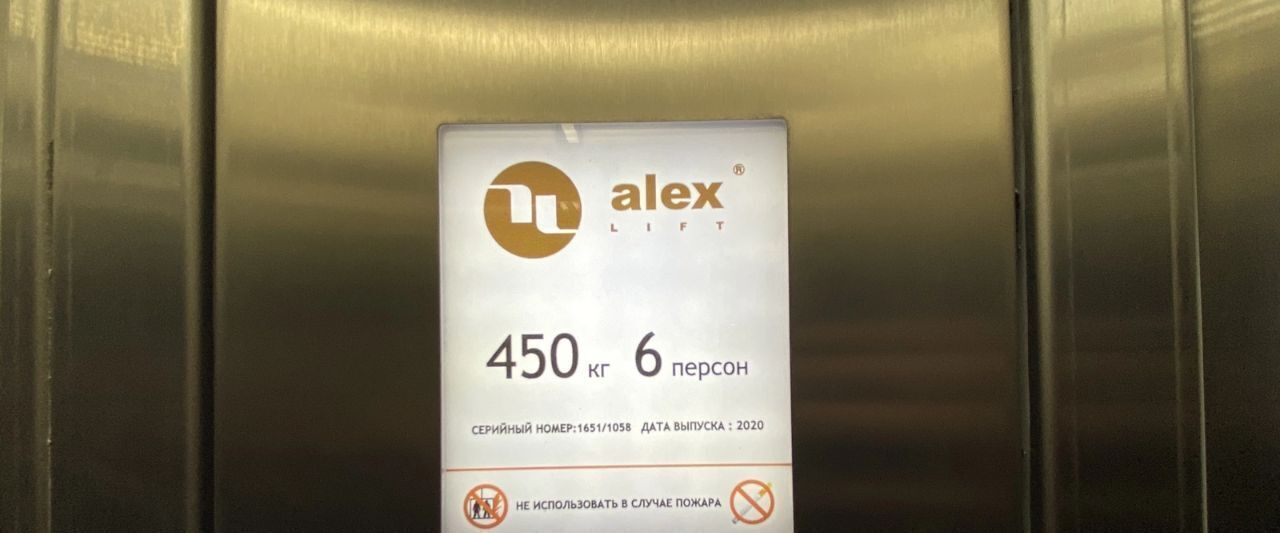 alex ®
LIFT
450 кг 6 персон
СЕРИЙНЫЙ НОМЕР:1651/1058 ДАТА ВЫПУСКА : 2020
НЕ ИСПОЛЬЗОВАТЬ В СЛУЧАЕ ПОЖАРА